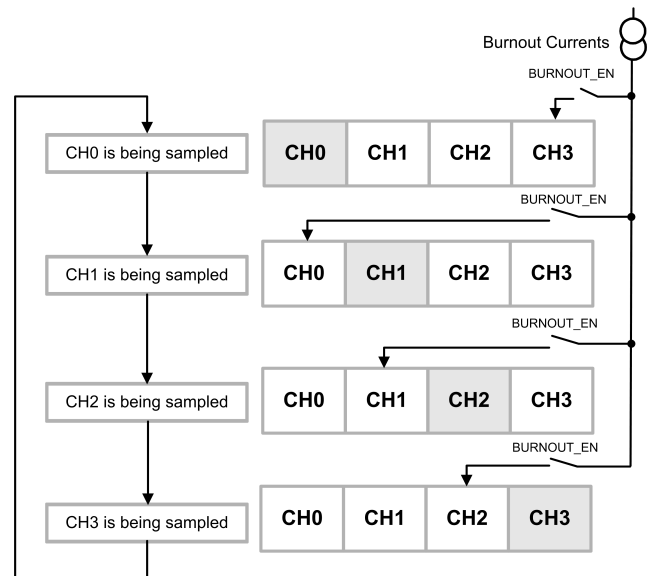 Burnout Currents
BURNOUT_EN
CH0 is being sampled
CH0 CH1 CH2 CH3
BURNOUT_EN
CH1 is being sampled
CH0 CH1 CH2 CH3
BURNOUT_EN
CH2 is being sampled
CH0 CH1 CH2 CH3
BURNOUT_EN
CH3 is being sampled
CH0 CH1 CH2 CH3